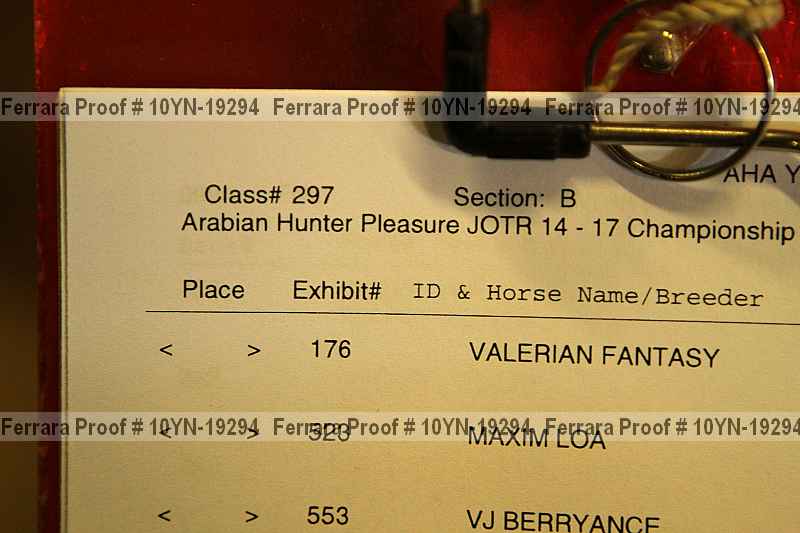 Ferrara Proof # 10YN-19294 Ferrara Proof # 10YN-19294 Ferrara Proof # 10YN-19294
AHA Y
Class# 297 Section: B
Arabian Hunter Pleasure JOTR 14 - 17 Championship
Place Exhibit# ID & Horse Name/Breeder
< > 176 VALERIAN FANTASY
Ferrara Proof # 10YN-19294 Ferrara Proof # 10YN-19294 Ferrara Proof # 10YN-19294
< > 523 MAXIM LOA
< > 553 VJ BERRYANCE